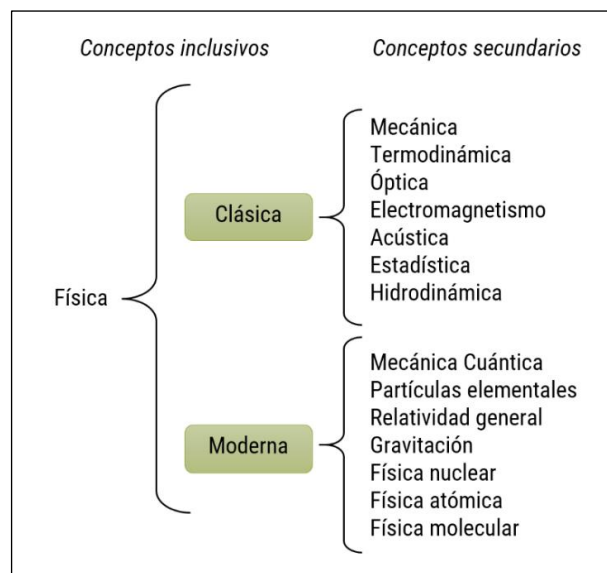 Conceptos inclusivos
Conceptos secundarios
Física
Clásica
Mecánica
Termodinámica
Óptica
Electromagnetismo
Acústica
Estadística
Hidrodinámica
Moderna
Mecánica Cuántica
Partículas elementales
Relatividad general
Gravitación
Física nuclear
Física atómica
Física molecular